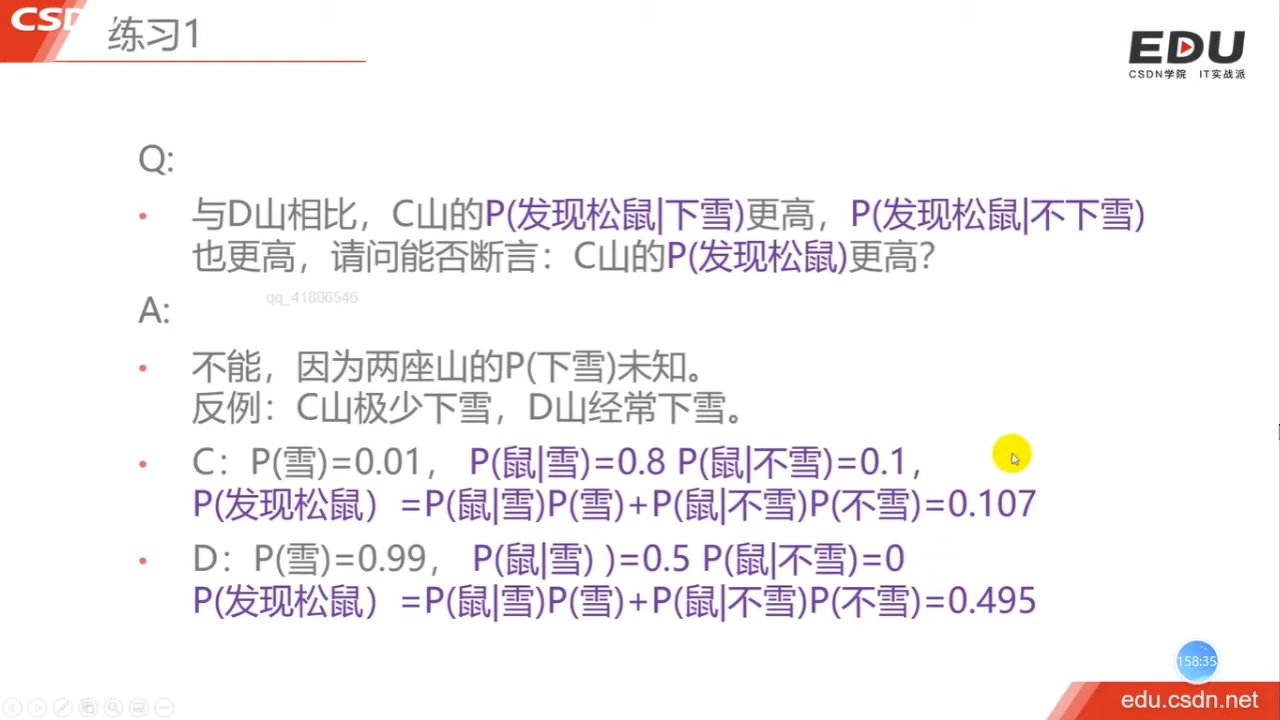 CSD
练习1
EDU
CSDN学院 IT实战派
Q:
• 与D山相比，C山的P(发现松鼠|下雪)更高，P(发现松鼠|不下雪)
也更高，请问能否断言：C山的P(发现松鼠)更高?
qq_41806546
A:
• 不能，因为两座山的P(下雪)未知。
反例：C山极少下雪，D山经常下雪。
• C：P(雪)=0.01， P(鼠|雪)=0.8 P(鼠|不雪)=0.1，
P(发现松鼠）=P(鼠|雪)P(雪)+P(鼠|不雪)P(不雪)=0.107
• D：P(雪)=0.99， P(鼠|雪) )=0.5 P(鼠|不雪)=0
P(发现松鼠）=P(鼠|雪)P(雪)+P(鼠|不雪)P(不雪)=0.495
158:35
edu.csdn.net